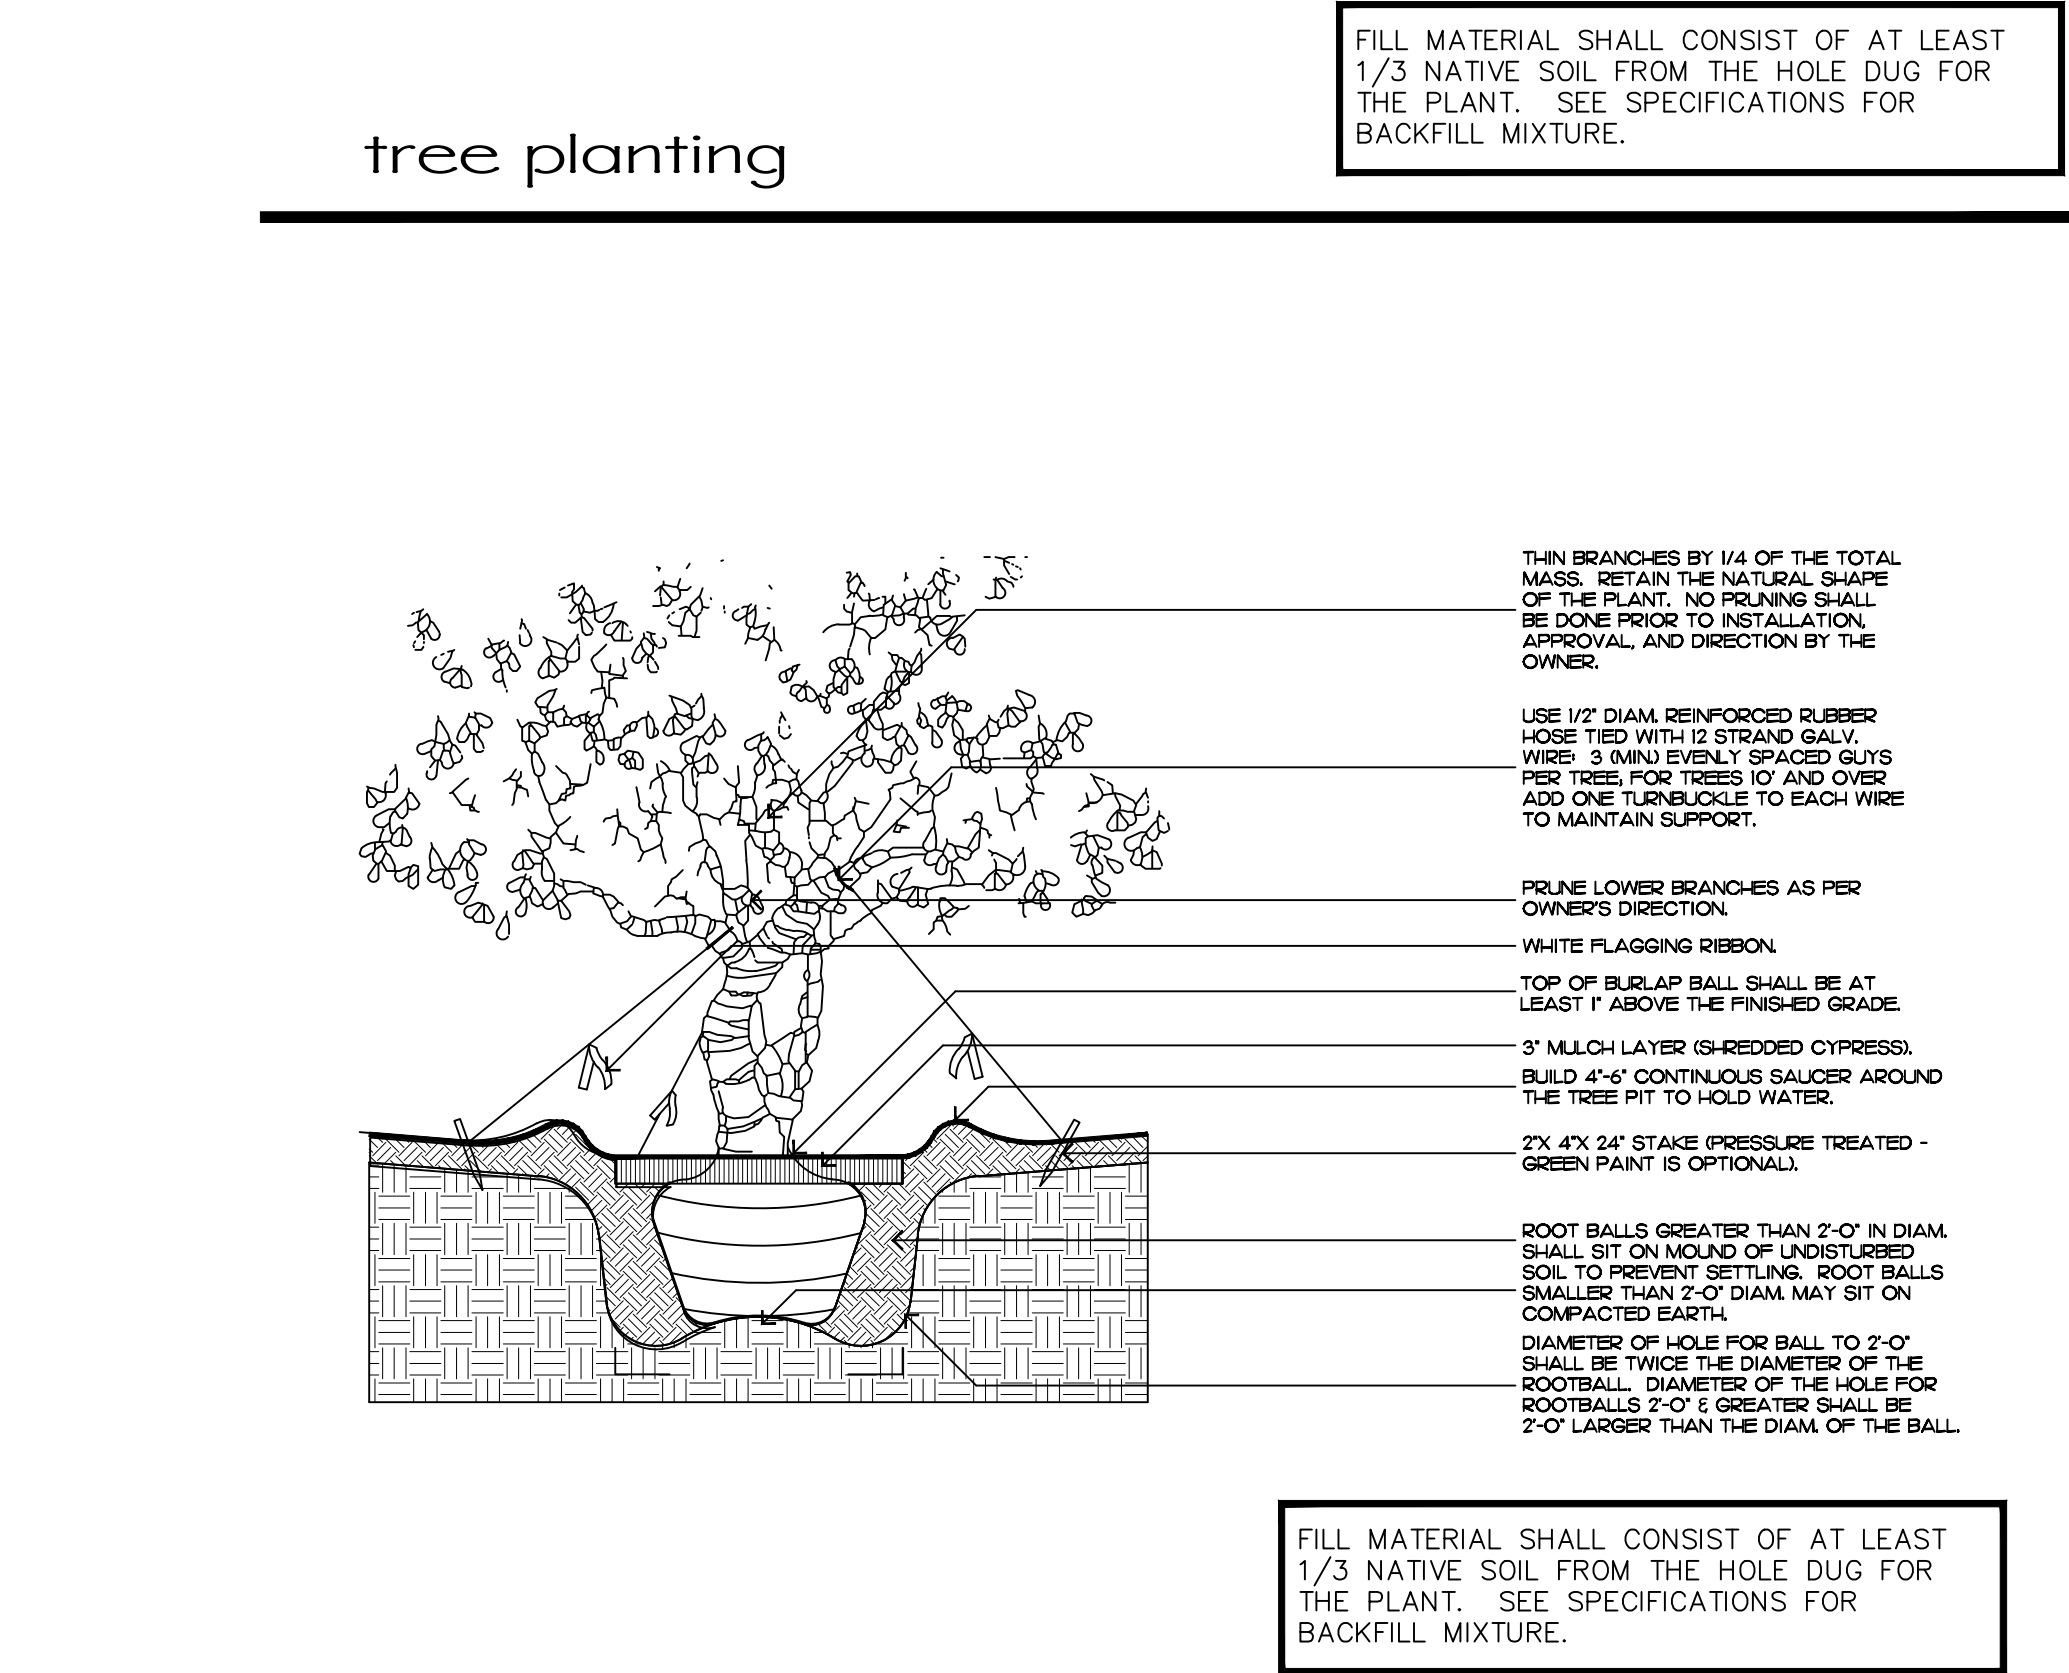 FILL MATERIAL SHALL CONSIST OF AT LEAST
1/3 NATIVE SOIL FROM THE HOLE DUG FOR
THE PLANT.  SEE SPECIFICATIONS FOR
BACKFILL MIXTURE.
tree planting
THIN BRANCHES BY 1/4 OF THE TOTAL
MASS.  RETAIN THE NATURAL SHAPE
OF THE PLANT.  NO PRUNING SHALL
BE DONE PRIOR TO INSTALLATION,
APPROVAL, AND DIRECTION BY THE
OWNER.
USE 1/2" DIAM. REINFORCED RUBBER
HOSE TIED WITH 12 STRAND GALV.
WIRE:  3 (MIN.) EVENLY SPACED GUYS
PER TREE, FOR TREES 10' AND OVER
ADD ONE TURNBUCKLE TO EACH WIRE
TO MAINTAIN SUPPORT.
PRUNE LOWER BRANCHES AS PER
OWNER'S DIRECTION.
WHITE FLAGGING RIBBON.
TOP OF BURLAP BALL SHALL BE AT
LEAST 1" ABOVE THE FINISHED GRADE.
3" MULCH LAYER (SHREDDED CYPRESS).
BUILD 4"-6" CONTINUOUS SAUCER AROUND
THE TREE PIT TO HOLD WATER.
2"X 4"X 24" STAKE (PRESSURE TREATED -
GREEN PAINT IS OPTIONAL).
ROOT BALLS GREATER THAN 2'-0" IN DIAM.
SHALL SIT ON MOUND OF UNDISTURBED
SOIL TO PREVENT SETTLING.  ROOT BALLS
SMALLER THAN 2'-0" DIAM. MAY SIT ON
COMPACTED EARTH.
DIAMETER OF HOLE FOR BALL TO 2'-0"
SHALL BE TWICE THE DIAMETER OF THE
ROOTBALL.  DIAMETER OF THE HOLE FOR
ROOTBALLS 2'-0" & GREATER SHALL BE
2'-0" LARGER THAN THE DIAM. OF THE BALL.
FILL MATERIAL SHALL CONSIST OF AT LEAST
1/3 NATIVE SOIL FROM THE HOLE DUG FOR
THE PLANT.  SEE SPECIFICATIONS FOR
BACKFILL MIXTURE.